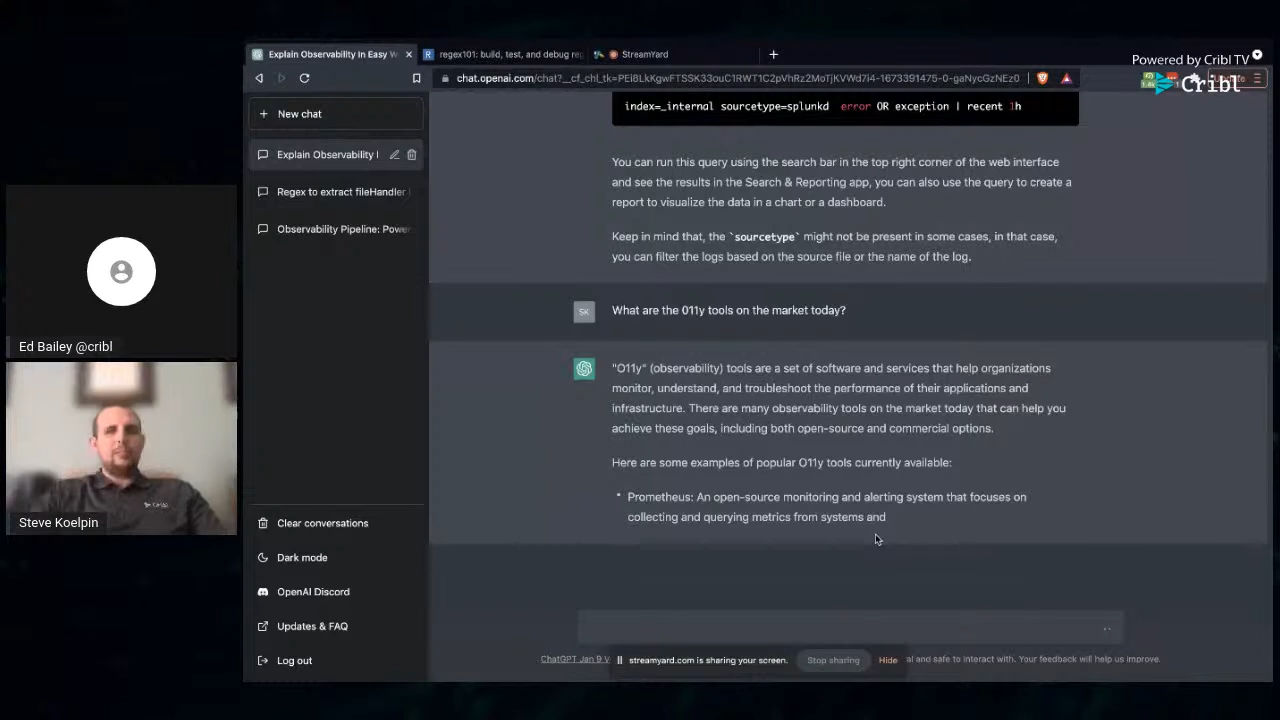 Explain Observability In Easy W
regex101: build, test, and debug reg
StreamYard
Powered by Cribl TV
chat.openai.com/chat?__cf_chl_tk=PEi8LkKgwFTSSK33ouC1RWT1C2pVhRz2MoTjKVWd7i4-1673391475-0-gaNycGzNEz0
Cribl
New chat
Explain Observability I
Regex to extract fileHandler
Observability Pipeline: Power
index=_internal sourcetype=splunkd error OR exception | recent 1h
You can run this query using the search bar in the top right corner of the web interface
and see the results in the Search & Reporting app, you can also use the query to create a
report to visualize the data in a chart or a dashboard.
Keep in mind that, the `sourcetype` might not be present in some cases, in that case,
you can filter the logs based on the source file or the name of the log.
SK
What are the 011y tools on the market today?
"O11y" (observability) tools are a set of software and services that help organizations
monitor, understand, and troubleshoot the performance of their applications and
infrastructure. There are many observability tools on the market today that can help you
achieve these goals, including both open-source and commercial options.
Here are some examples of popular O11y tools currently available:
Prometheus: An open-source monitoring and alerting system that focuses on
collecting and querying metrics from systems and
Ed Bailey @cribl
Steve Koelpin
Clear conversations
Dark mode
OpenAI Discord
Updates & FAQ
Log out
ChatGPT Jan 9 V
streamyard.com is sharing your screen.
Stop sharing
Hide
al and safe to interact with. Your feedback will help us improve.